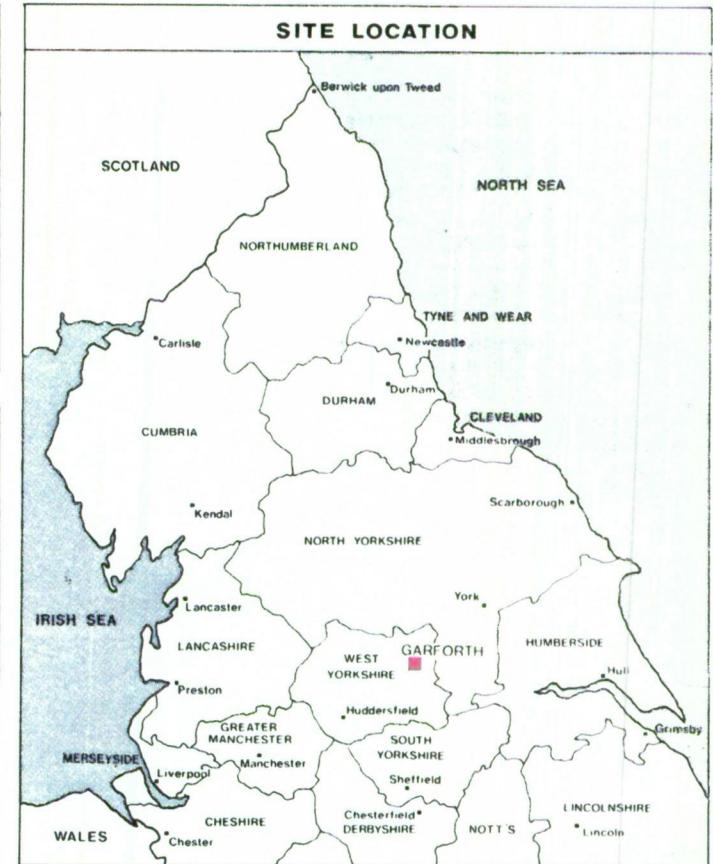 SITE LOCATION
Berwick upon Tweed
SCOTLAND
NORTH SEA
NORTHUMBERLAND
TYNE AND WEAR
Carlisle
Newcastle
Durham
DURHAM
CLEVELAND
CUMBRIA
Middlesbrough
Kendal
Scarborough
NORTH YORKSHIRE
York
Lancaster
IRISH SEA
LANCASHIRE
HUMBERSIDE
GARFORTH
WEST
YORKSHIRE
Hull
Preston
Huddersfield
GREATER
MANCHESTER
Grimsby
SOUTH
YORKSHIRE
MERSEYSIDE
Manchester
Liverpool
Sheffield
LINCOLNSHIRE
Chesterfield
CHESHIRE
DERBYSHIRE
NOTT'S
Lincoln
WALES
Chester